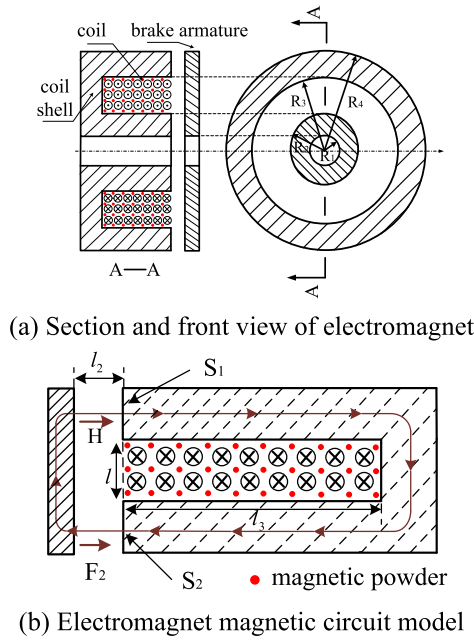 coil
brake armature
A
coil
shell
R3
R4
R2
R1
A—A
A
(a) Section and front view of electromagnet
l2
S1
H
l
l3
F2
S2
magnetic powder
(b) Electromagnet magnetic circuit model